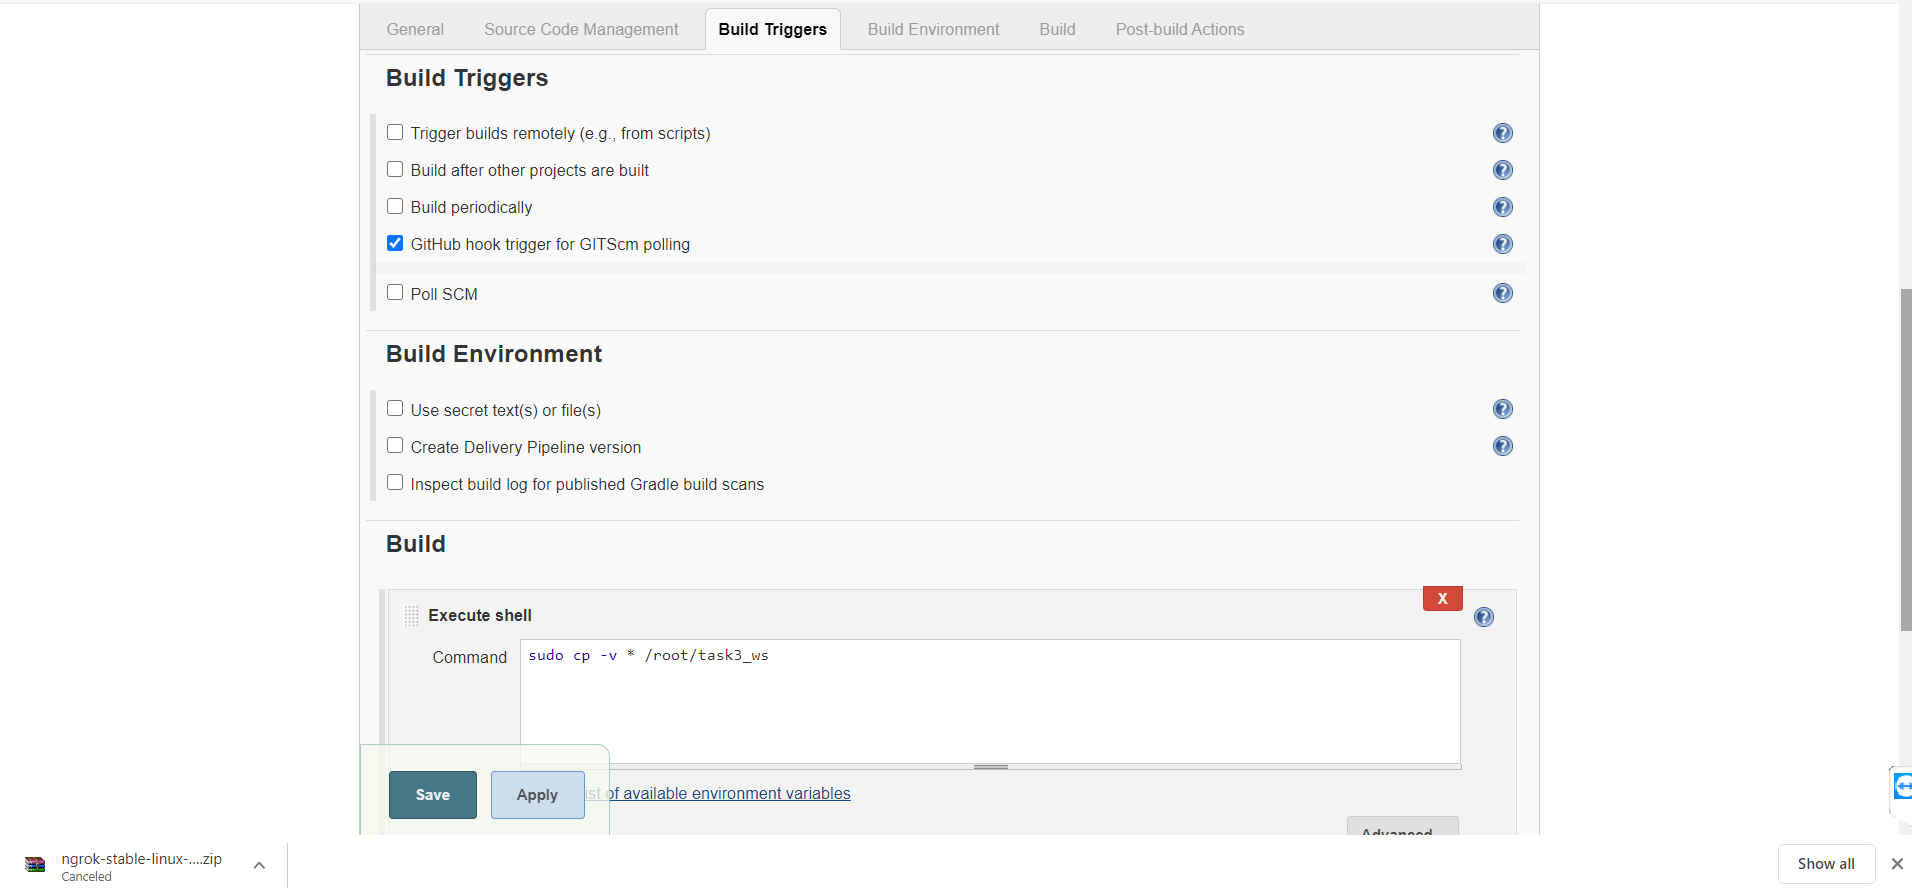 General Source Code Management Build Triggers Build Environment Build Post-build Actions
Build Triggers
Trigger builds remotely (e.g., from scripts)
Build after other projects are built
Build periodically
GitHub hook trigger for GITScm polling
Poll SCM
Build Environment
Use secret text(s) or file(s)
Create Delivery Pipeline version
Inspect build log for published Gradle build scans
Build
X
Execute shell
Command
sudo cp -v * /root/task3_ws
Save Apply
ist of available environment variables
Advanced...
ngrok-stable-linux-....zip
Canceled
Show all